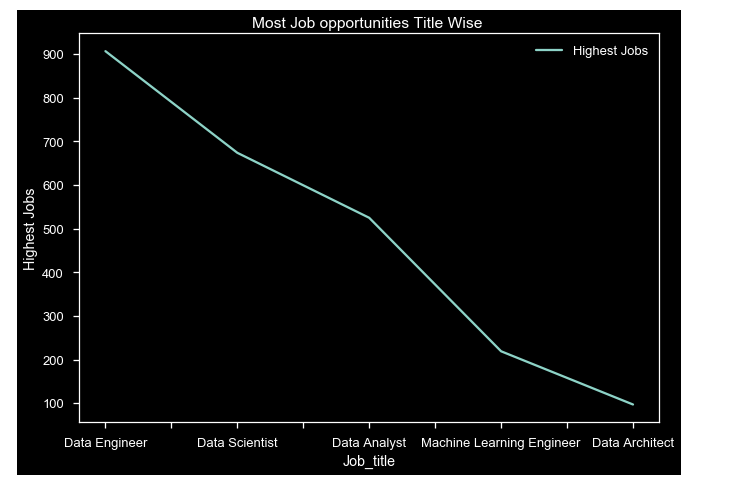 Most Job opportunities Title Wise
Highest Jobs
900
800
700
600
500
400
300
200
100
Highest Jobs
Data Engineer Data Scientist Data Analyst Machine Learning Engineer Data Architect
Job_title